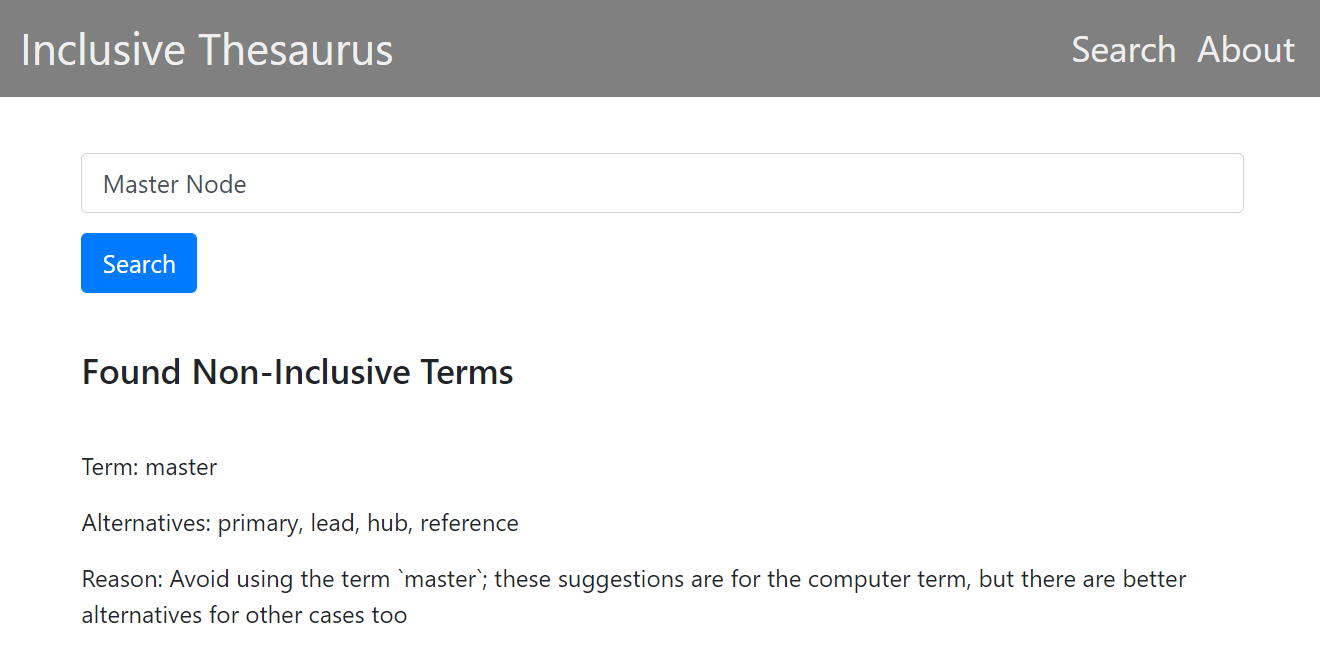 Inclusive Thesaurus
Search About
Master Node
Search
Found Non-Inclusive Terms
Term: master
Alternatives: primary, lead, hub, reference
Reason: Avoid using the term `master`; these suggestions are for the computer term, but there are better
alternatives for other cases too